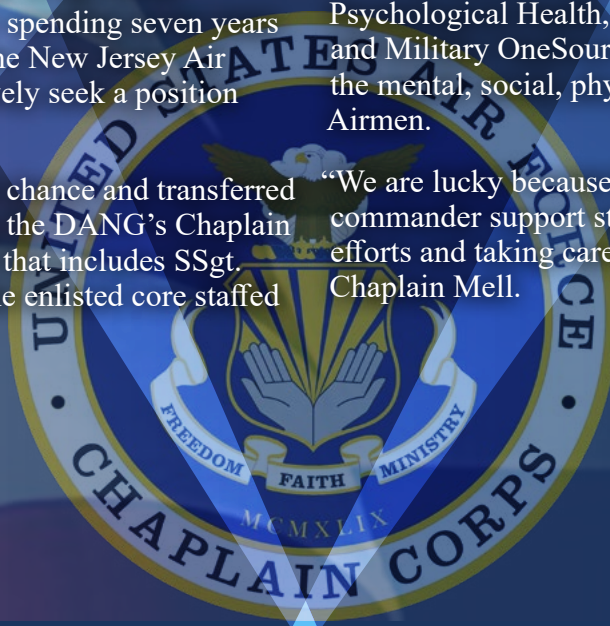 spending seven years
he New Jersey Air
vely seek a position
chance and transferred
the DANG's Chaplain
that includes SSgt.
e enlisted core staffed
Psychological Health,
and Military OneSour
the mental, social, phy
Airmen.
“We are lucky because
commander support st
efforts and taking care
Chaplain Mell.
UNITED STATES AIR FORCE
FREEDOM
FAITH
MINISTRY
MCMXLIX
• CHAPLAIN CORPS •